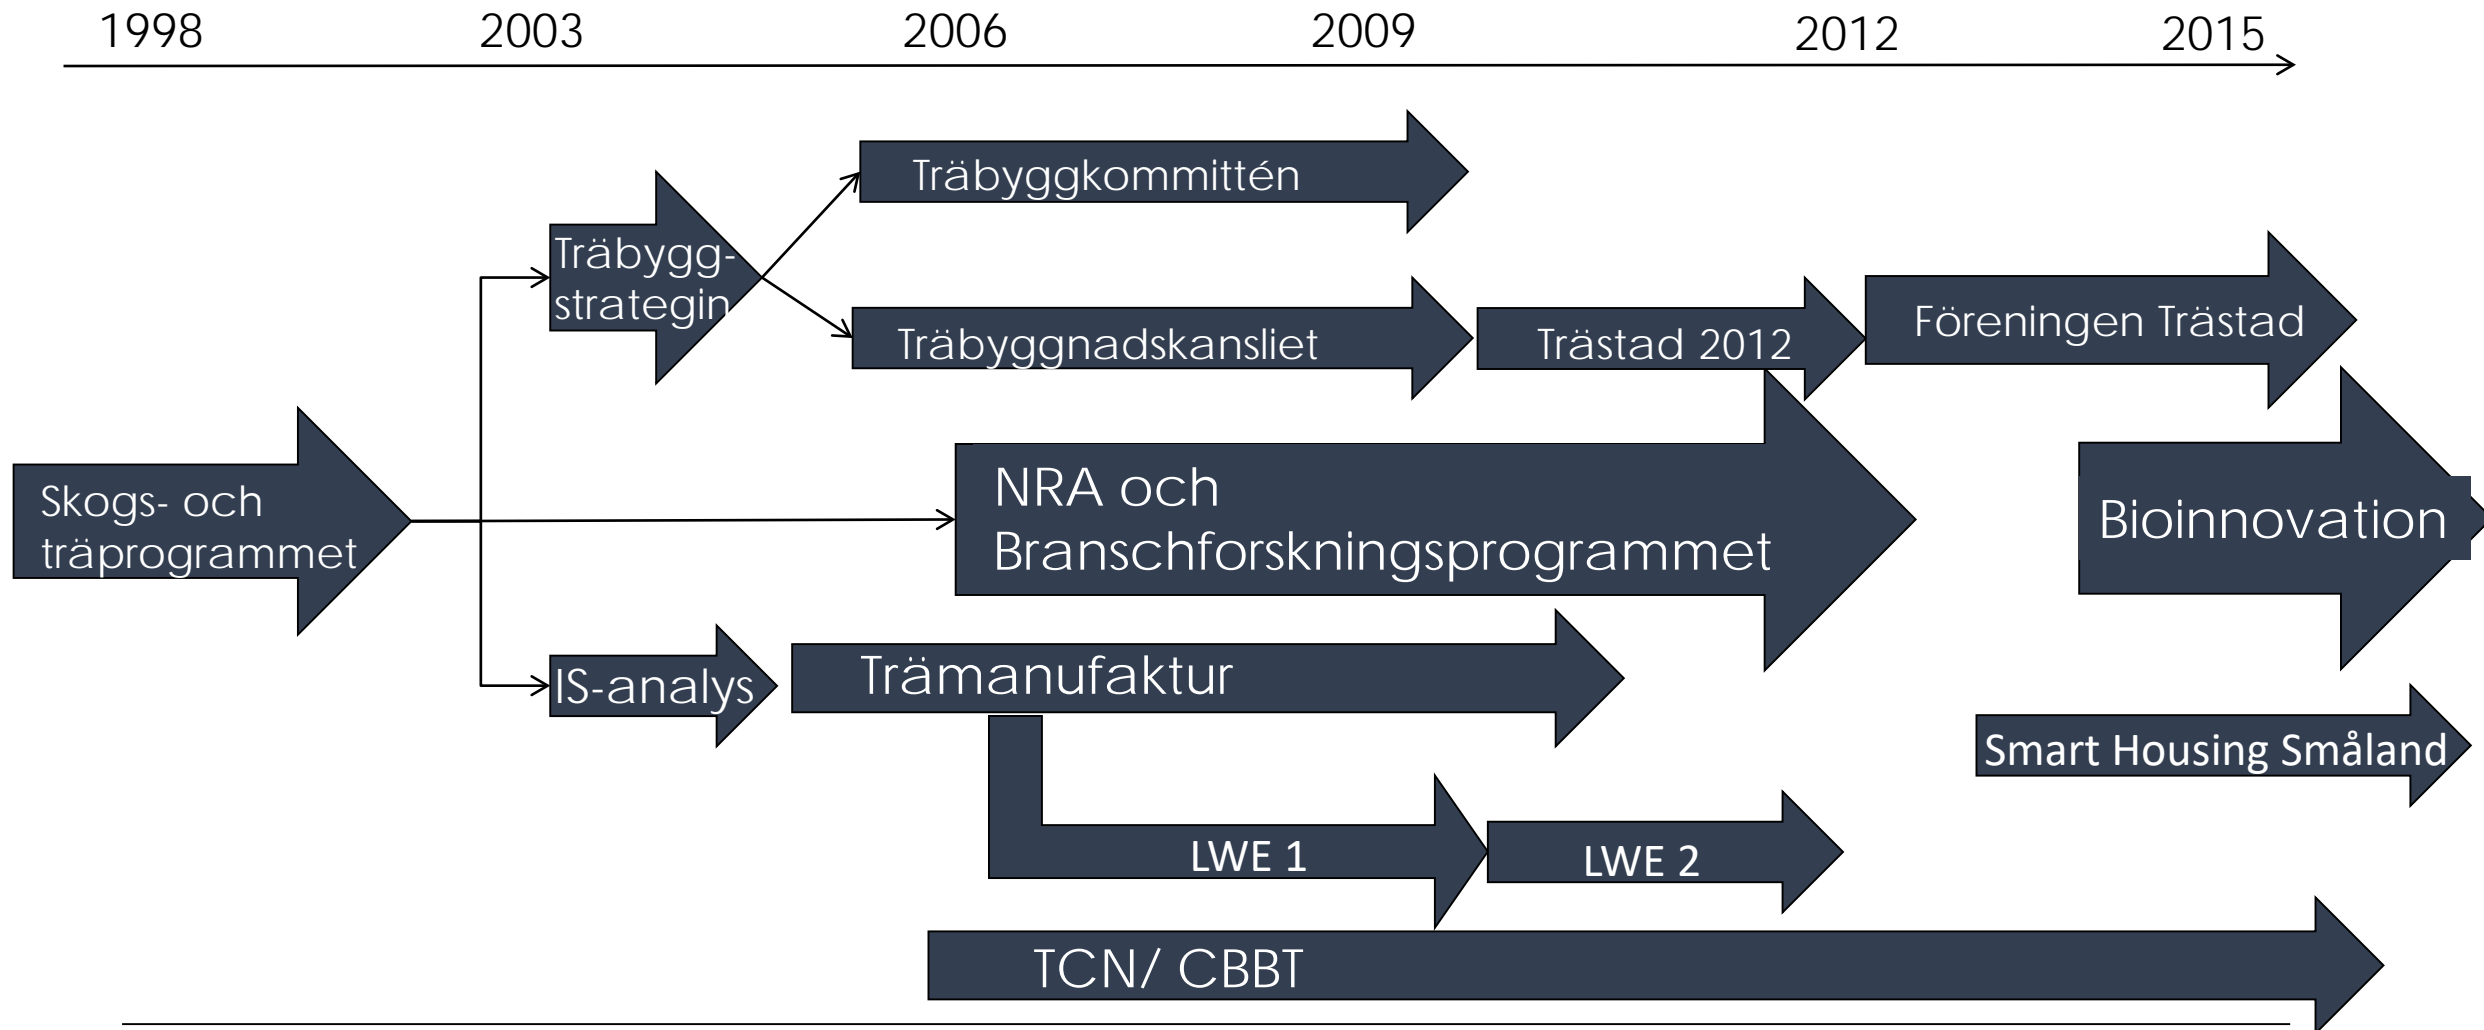 1998
2003
2006
2009
2012
2015
Träbyggkommittén
Träbygg-
strategin
Träbyggnadskansliet
Trästad 2012
Föreningen Trästad
Skogs- och
träprogrammet
NRA och
Branschforskningsprogrammet
Bioinnovation
IS-analys
Trämanufaktur
Smart Housing Småland
LWE 1
LWE 2
TCN/ CBBT